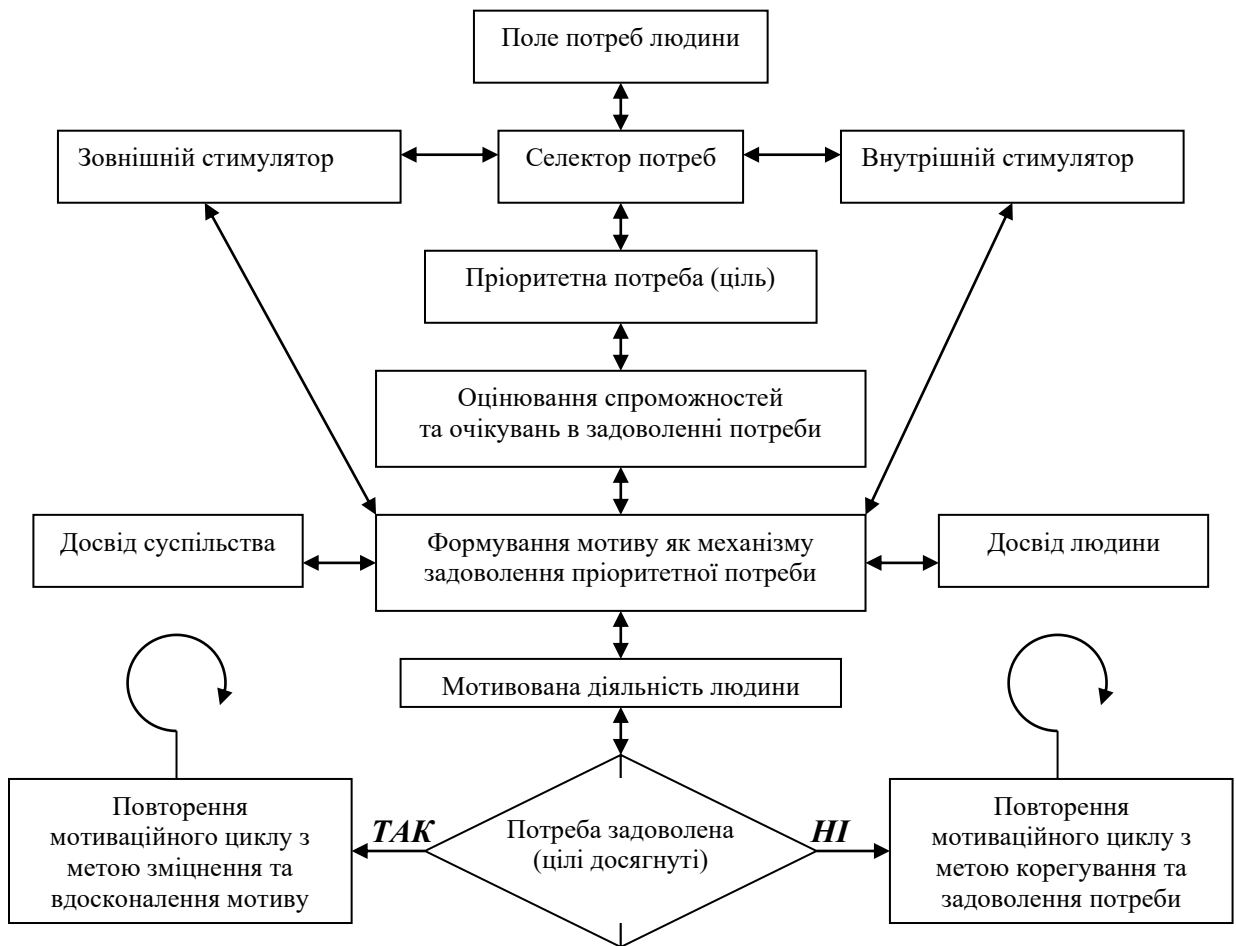 Поле потреб людини
Зовнішній стимулятор
Селектор потреб
Внутрішній стимулятор
Пріоритетна потреба (ціль)
Оцінювання спроможностей
та очікувань в задоволенні потреби
Досвід суспільства
Формування мотиву як механізму
задоволення пріоритетної потреби
Досвід людини
Мотивована діяльність людини
Повторення
мотиваційного циклу з
метою зміцнення та
вдосконалення мотиву
ТАК
Потреба задоволена
(цілі досягнуті)
НІ
Повторення
мотиваційного циклу з
метою корегування та
задоволення потреби